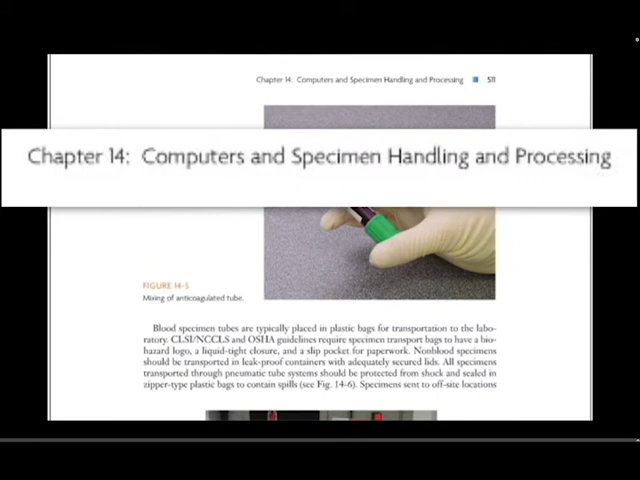 Chapter 14: Computers and Specimen Handling and Processing 511
Chapter 14: Computers and Specimen Handling and Processing
FIGURE 14-5
Mixing of anticoagulated tube.
Blood specimen tubes are typically placed in plastic bags for transportation to the labo-
ratory. CLSI/NCCLS and OSHA guidelines require specimen transport bags to have a bio-
hazard logo, a liquid-tight closure, and a slip pocket for paperwork. Nonblood specimens
should be transported in leak-proof containers with adequately secured lids. All specimens
transported through pneumatic tube systems should be protected from shock and sealed in
zipper-type plastic bags to contain spills (see Fig. 14-6). Specimens sent to off-site locations